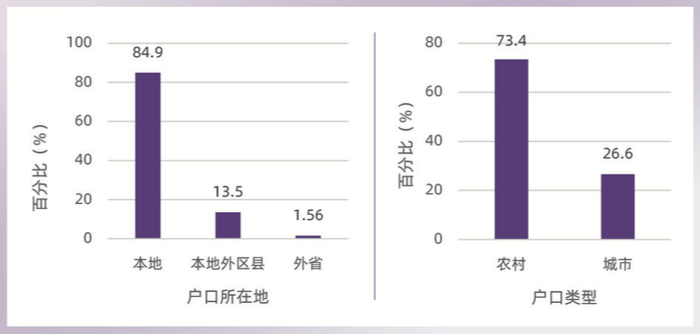 100
80
60
40
20
0
百分比（%）
84.9
13.5
1.56
本地
本地外区县
外省
户口所在地
80
60
40
20
0
百分比（%）
73.4
26.6
农村
城市
户口类型